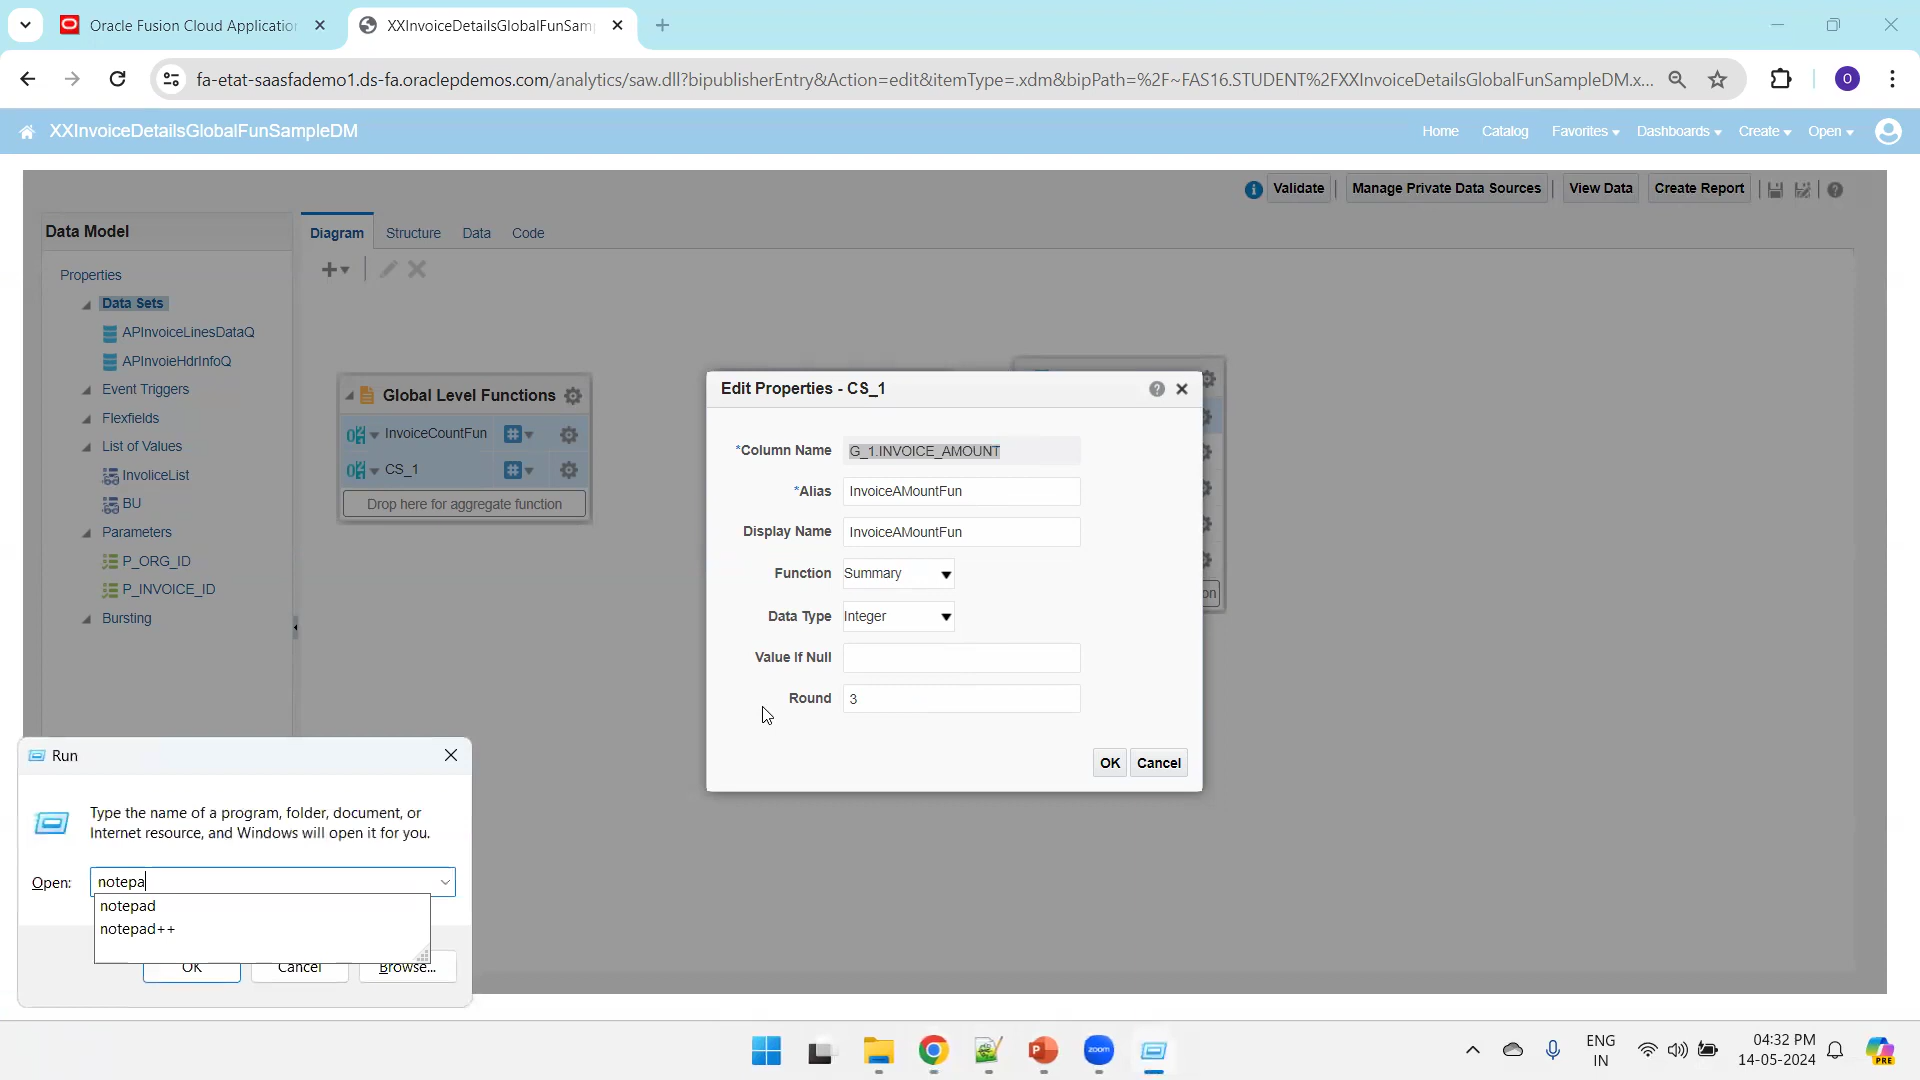 Oracle Fusion Cloud Application
XXInvoiceDetailsGlobalFunSam
fa-etat-saasfademo1.ds-fa.oraclepdemos.com/analytics/saw.dll?bipublisherEntry&Action=edit&itemType=.xdm&bipPath=%2F~FAS16.STUDENT%2FXXInvoiceDetailsGlobalFunSampleDM.x...
O
XXInvoiceDetailsGlobalFunSampleDM
Home
Catalog
Favorites
Dashboards
Create
Open
Validate
Manage Private Data Sources
View Data
Create Report
Data Model
Diagram
Structure
Data
Code
Properties
Data Sets
APInvoiceLinesDataQ
APInvoieHdrInfoQ
Event Triggers
Flexfields
List of Values
InvoliceList
BU
Parameters
P_ORG_ID
P_INVOICE_ID
Bursting
Global Level Functions
InvoiceCountFun
CS_1
Drop here for aggregate function
on
Edit Properties - CS_1
*Column Name
G_1.INVOICE_AMOUNT
*Alias
InvoiceAMountFun
Display Name
InvoiceAMountFun
Function
Summary
Data Type
Integer
Value If Null
Round
3
OK
Cancel
Run
Type the name of a program, folder, document, or
Internet resource, and Windows will open it for you.
Open:
notepa
notepad
notepad++
OK
Cancel
Browse...
zoom
ENG
IN
04:32 PM
14-05-2024
PRE